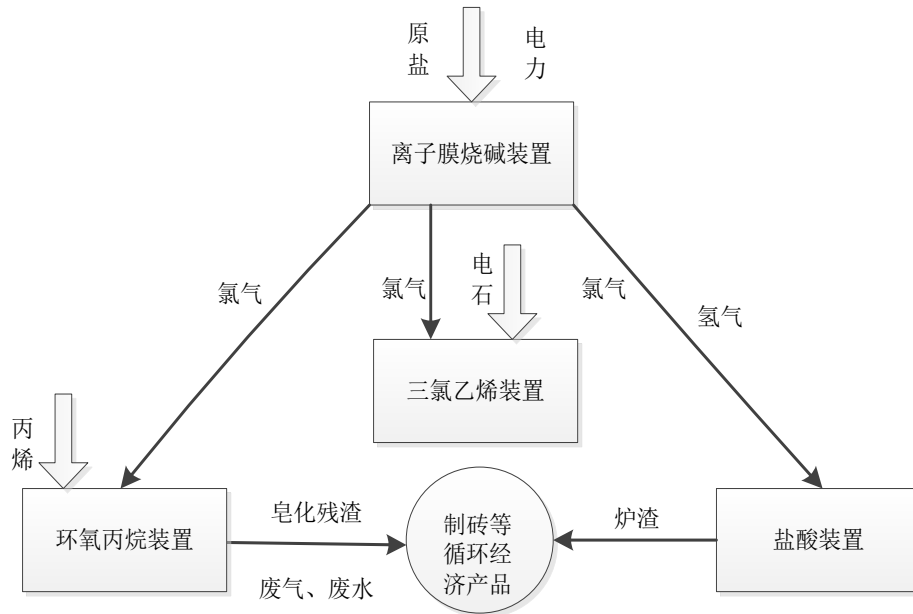 原盐
电力
离子膜烧碱装置
氯气
氯气
电石
氯气
氢气
三氯乙烯装置
丙烯
环氧丙烷装置
皂化残渣
废气、废水
制砖等
循环经
济产品
炉渣
盐酸装置